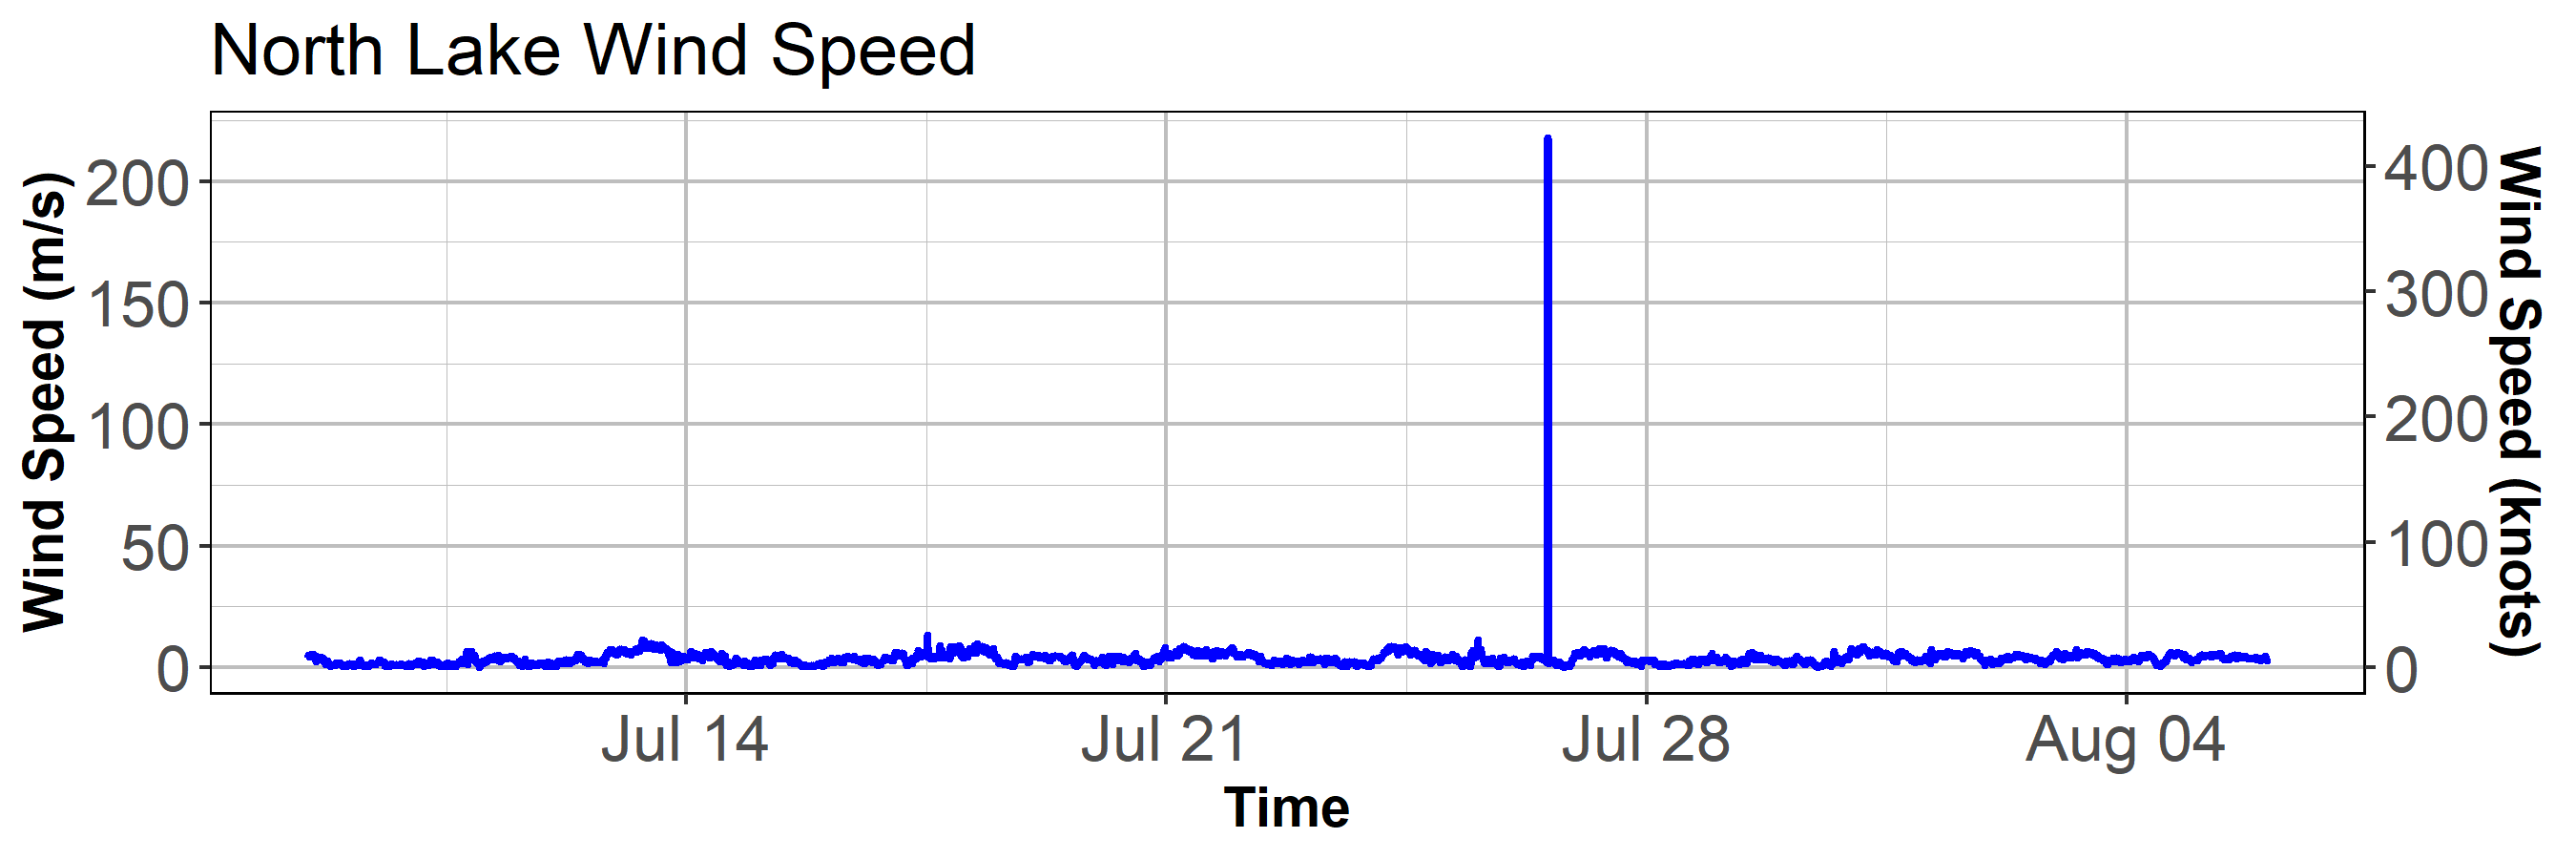 North Lake Wind Speed
Wind Speed (m/s)
200
150
100
50
0
400
300
200
100
0
Wind Speed (knots)
Jul 14
Jul 21
Jul 28
Aug 04
Time